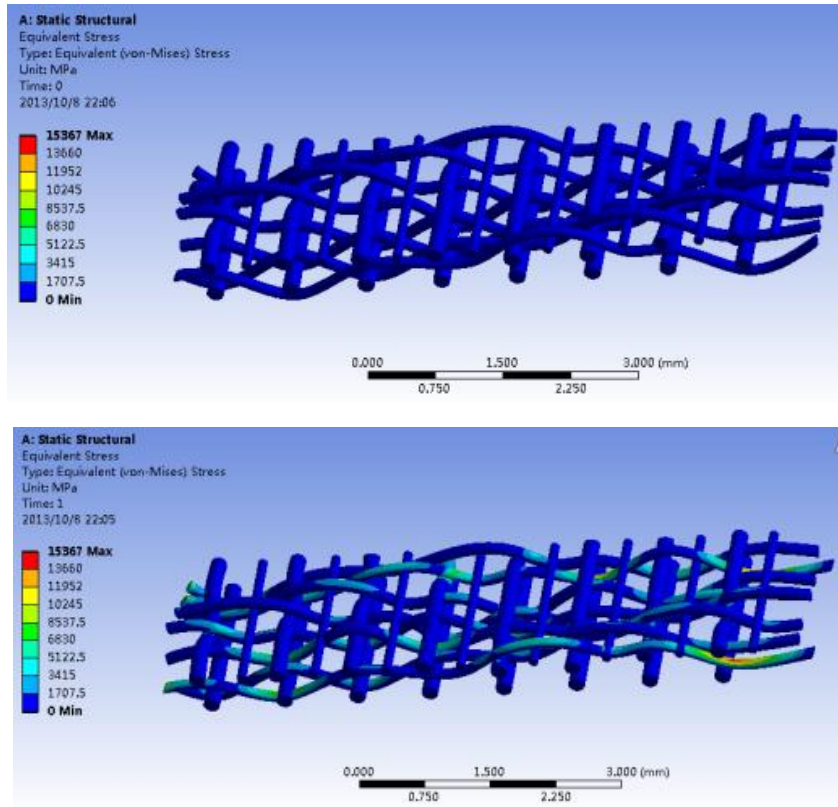 A: Static Structural
Equivalent Stress
Type: Equivalent (von-Mises) Stress
Unit: MPa
Time: 0
2013/10/8 22:06
15367 Max
13660
11952
10245
8537.5
6830
5122.5
3415
1707.5
0 Min
0.000 1.500 3.000 (mm)
0.750 2.250
A: Static Structural
Equivalent Stress
Type: Equivalent (von-Mises) Stress
Unit: MPa
Time: 1
2013/10/8 22:05
15367 Max
13660
11952
10245
8537.5
6830
5122.5
3415
1707.5
0 Min
0.000 1.500 3.000 (mm)
0.750 2.250